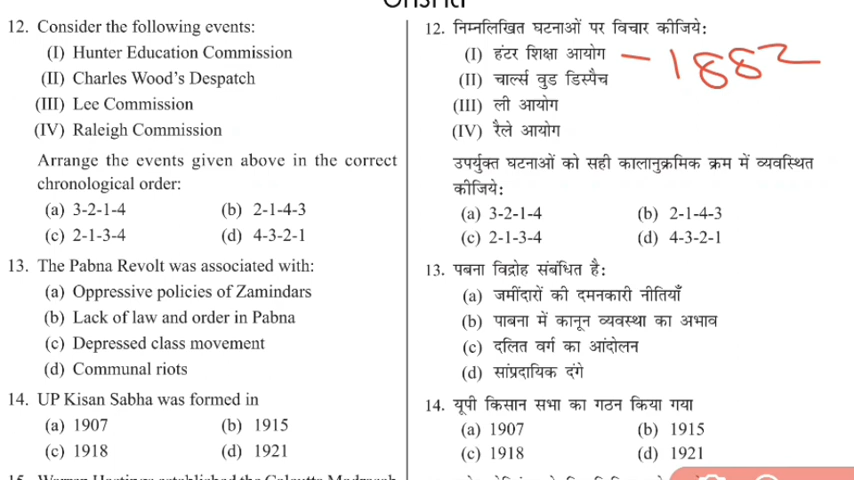 12. Consider the following events:
(I) Hunter Education Commission
(II) Charles Wood's Despatch
(III) Lee Commission
(IV) Raleigh Commission
Arrange the events given above in the correct
chronological order:
(a) 3-2-1-4 (b) 2-1-4-3
(c) 2-1-3-4 (d) 4-3-2-1
13. The Pabna Revolt was associated with:
(a) Oppressive policies of Zamindars
(b) Lack of law and order in Pabna
(c) Depressed class movement
(d) Communal riots
14. UP Kisan Sabha was formed in
(a) 1907 (b) 1915
(c) 1918 (d) 1921
12. निम्नलिखित घटनाओं पर विचार कीजिये:
(I) हंटर शिक्षा आयोग – 1882
(II) चार्ल्स वुड डिस्पैच
(III) ली आयोग
(IV) रैले आयोग
उपर्युक्त घटनाओं को सही कालानुक्रमिक क्रम में व्यवस्थित
कीजिये:
(a) 3-2-1-4 (b) 2-1-4-3
(c) 2-1-3-4 (d) 4-3-2-1
13. पबना विद्रोह संबंधित है:
(a) जमींदारों की दमनकारी नीतियाँ
(b) पाबना में कानून व्यवस्था का अभाव
(c) दलित वर्ग का आंदोलन
(d) सांप्रदायिक दंगे
14. यूपी किसान सभा का गठन किया गया
(a) 1907 (b) 1915
(c) 1918 (d) 1921